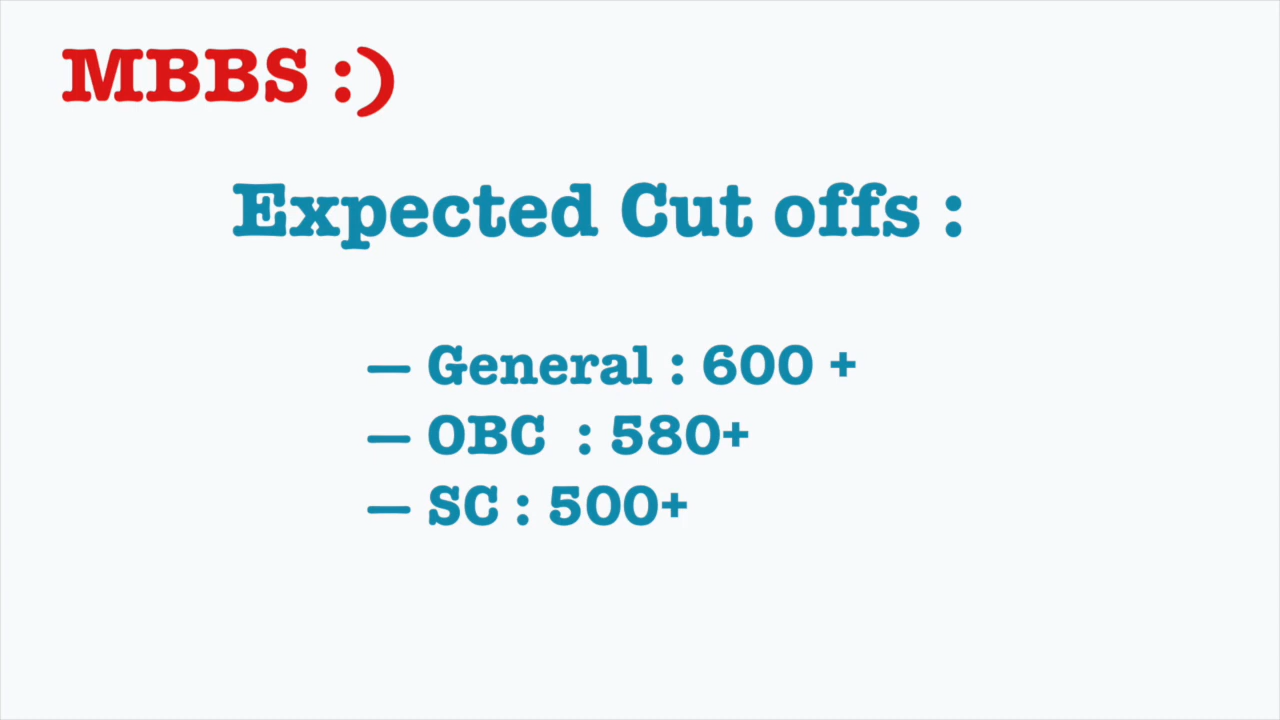 MBBS :)
Expected Cut offs :
— General : 600 +
— OBC : 580+
— SC : 500+